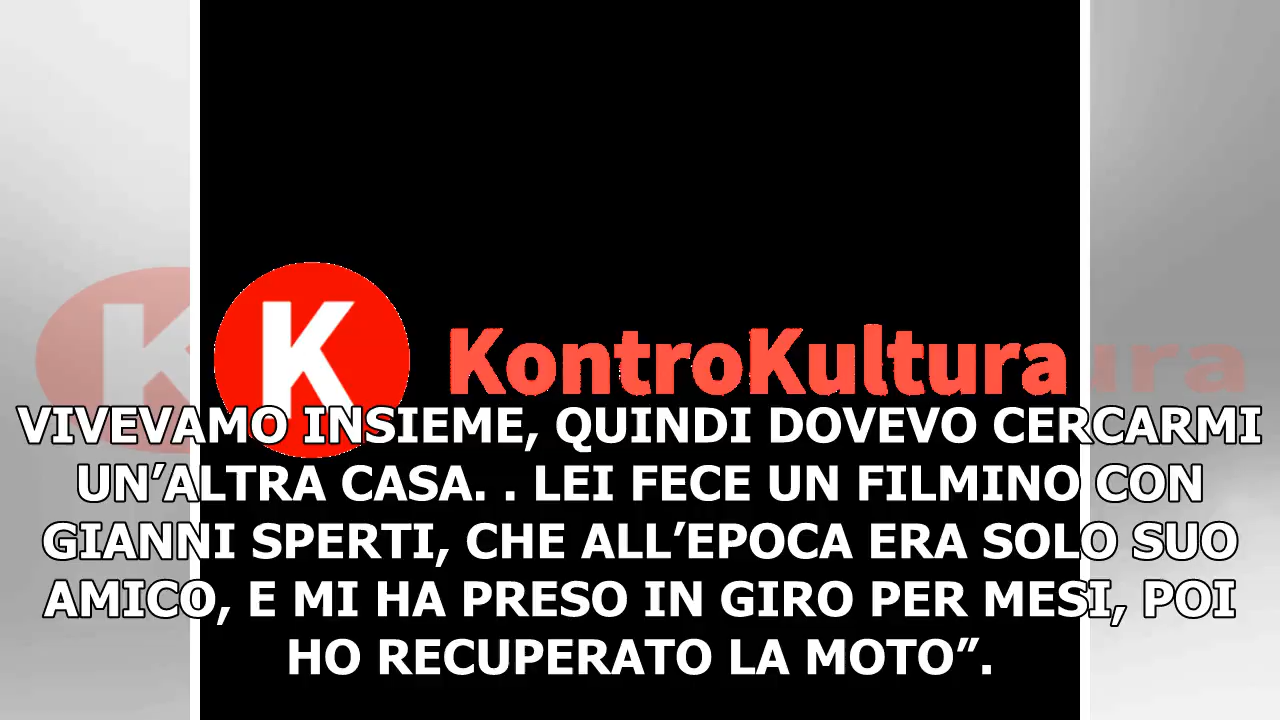 K KontroKultura
VIVEVAMO INSIEME, QUINDI DOVEVO CERCARMI
UN’ALTRA CASA. . LEI FECE UN FILMINO CON
GIANNI SPERTI, CHE ALL’EPOCA ERA SOLO SUO
AMICO, E MI HA PRESO IN GIRO PER MESI, POI
HO RECUPERATO LA MOTO”.